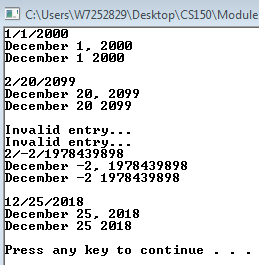 C:\Users\W7252829\Desktop\CS150\Module
1/1/2000
December 1, 2000
December 1 2000
2/20/2099
December 20, 2099
December 20 2099
Invalid entry...
Invalid entry...
2/-2/1978439898
December -2, 1978439898
December -2 1978439898
12/25/2018
December 25, 2018
December 25 2018
Press any key to continue . . .